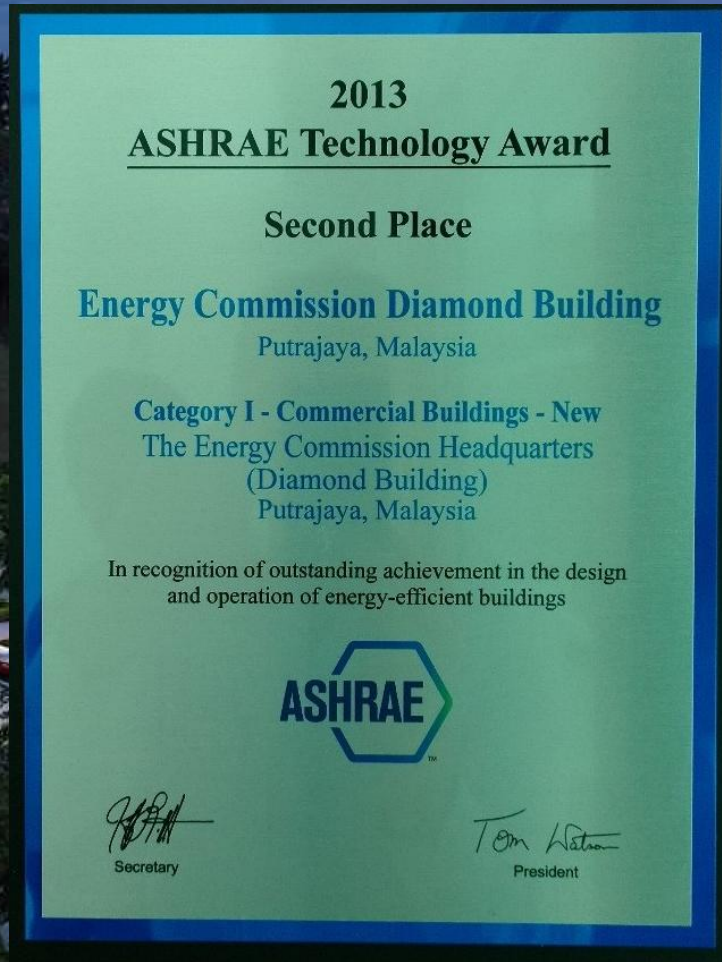 2013
ASHRAE Technology Award
Second Place
Energy Commission Diamond Building
Putrajaya, Malaysia
Category I - Commercial Buildings - New
The Energy Commission Headquarters
(Diamond Building)
Putrajaya, Malaysia
In recognition of outstanding achievement in the design
and operation of energy-efficient buildings
ASHRAE
TM
Tom Watson
Secretary
President